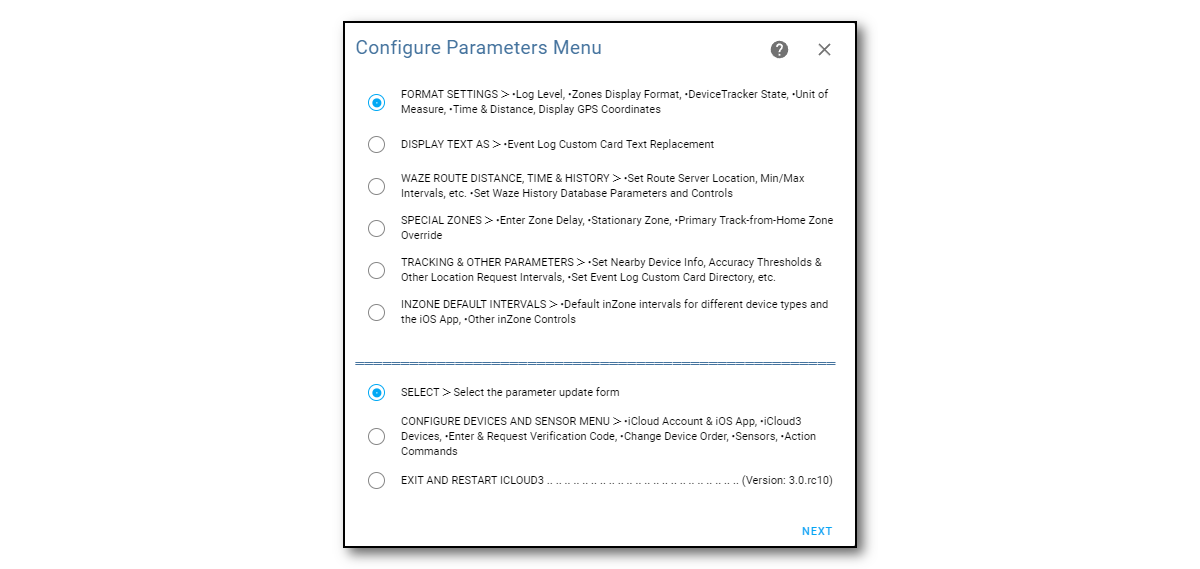 Configure Parameters Menu
?
FORMAT SETTINGS > •Log Level, •Zones Display Format, •DeviceTracker State, •Unit of
Measure, •Time & Distance, Display GPS Coordinates
DISPLAY TEXT AS > •Event Log Custom Card Text Replacement
WAZE ROUTE DISTANCE, TIME & HISTORY > •Set Route Server Location, Min/Max
Intervals, etc. •Set Waze History Database Parameters and Controls
SPECIAL ZONES > •Enter Zone Delay, •Stationary Zone, •Primary Track-from-Home Zone
Override
TRACKING & OTHER PARAMETERS > •Set Nearby Device Info, Accuracy Thresholds &
Other Location Request Intervals, •Set Event Log Custom Card Directory, etc.
INZONE DEFAULT INTERVALS > •Default inZone intervals for different device types and
the iOS App, •Other inZone Controls
SELECT > Select the parameter update form
CONFIGURE DEVICES AND SENSOR MENU > •iCloud Account & iOS App, •iCloud3
Devices, •Enter & Request Verification Code, •Change Device Order, •Sensors, •Action
Commands
EXIT AND RESTART ICLOUD3 .. .. .. .. .. .. .. .. .. .. .. .. .. .. .. .. .. .. .. .. .. .. (Version: 3.0.rc10)
NEXT